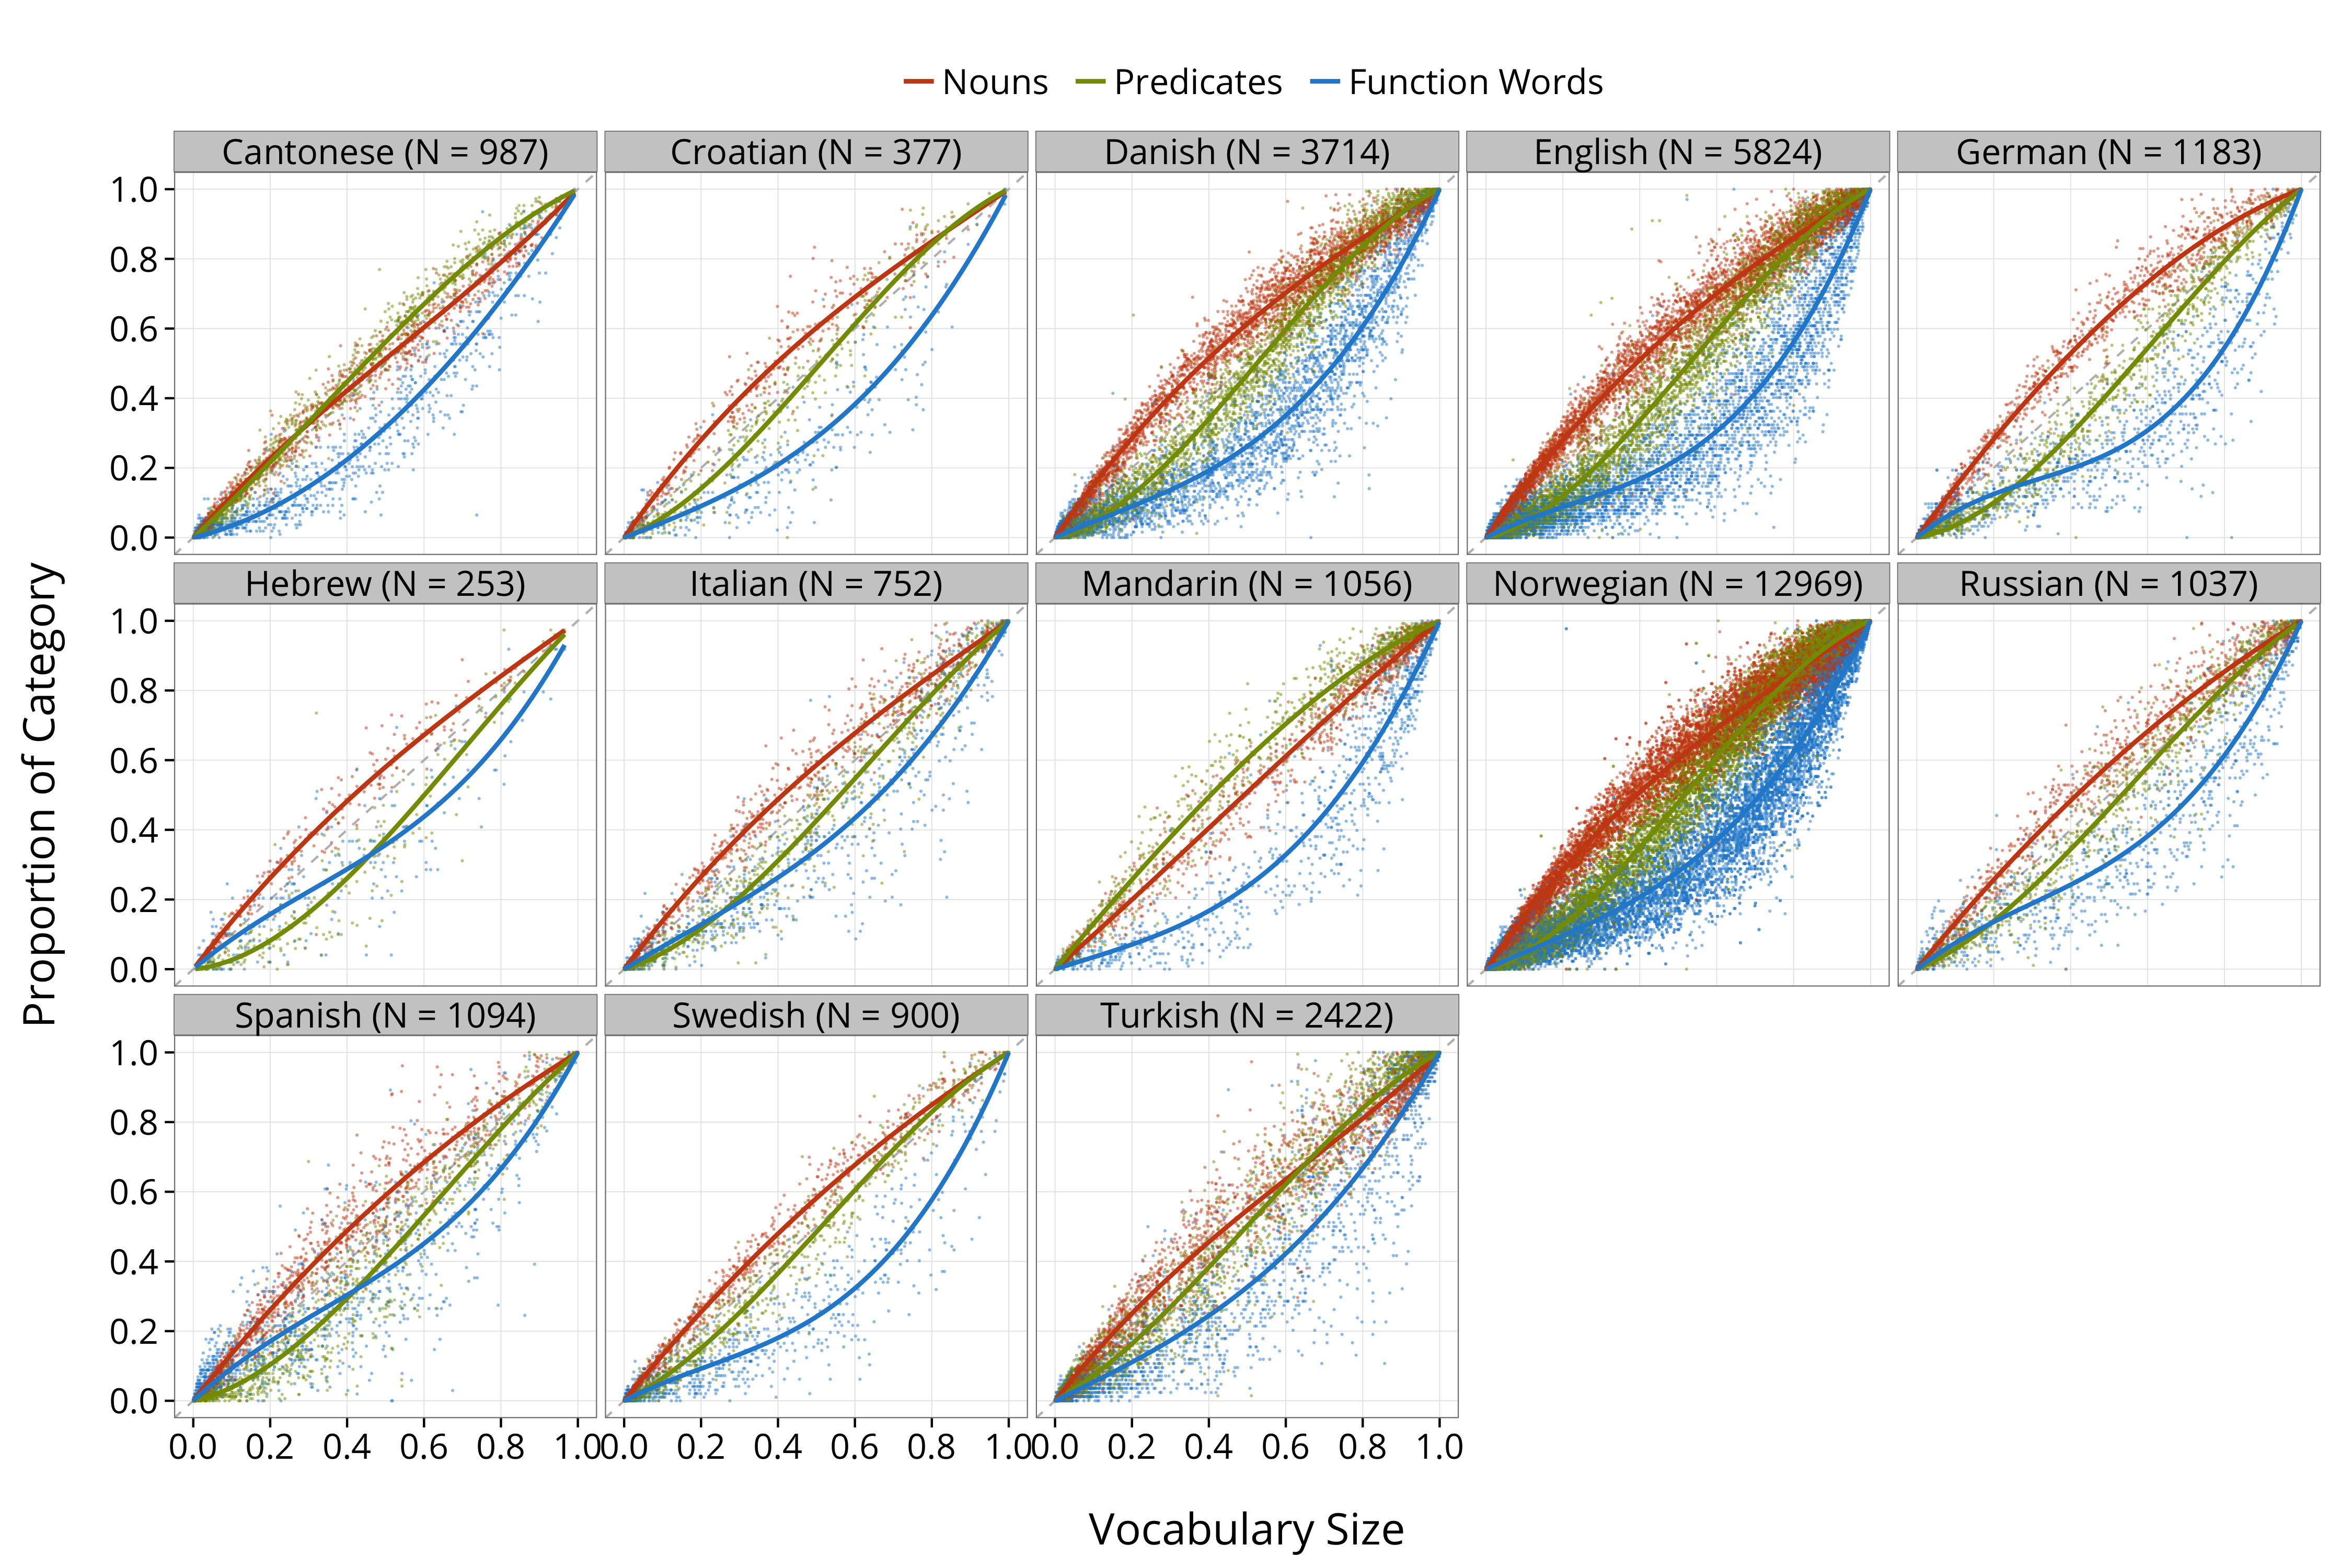 Nouns Predicates Function Words
Cantonese (N = 987) Croatian (N = 377) Danish (N = 3714) English (N = 5824) German (N = 1183)
1.0
0.8
0.6
0.4
0.2
0.0
Hebrew (N = 253) Italian (N = 752) Mandarin (N = 1056) Norwegian (N = 12969) Russian (N = 1037)
1.0
0.8
0.6
0.4
0.2
0.0
Proportion of Category
Spanish (N = 1094) Swedish (N = 900) Turkish (N = 2422)
1.0
0.8
0.6
0.4
0.2
0.0
0.0 0.2 0.4 0.6 0.8 1.0 0.0 0.2 0.4 0.6 0.8 1.0 0.0 0.2 0.4 0.6 0.8 1.0
Vocabulary Size